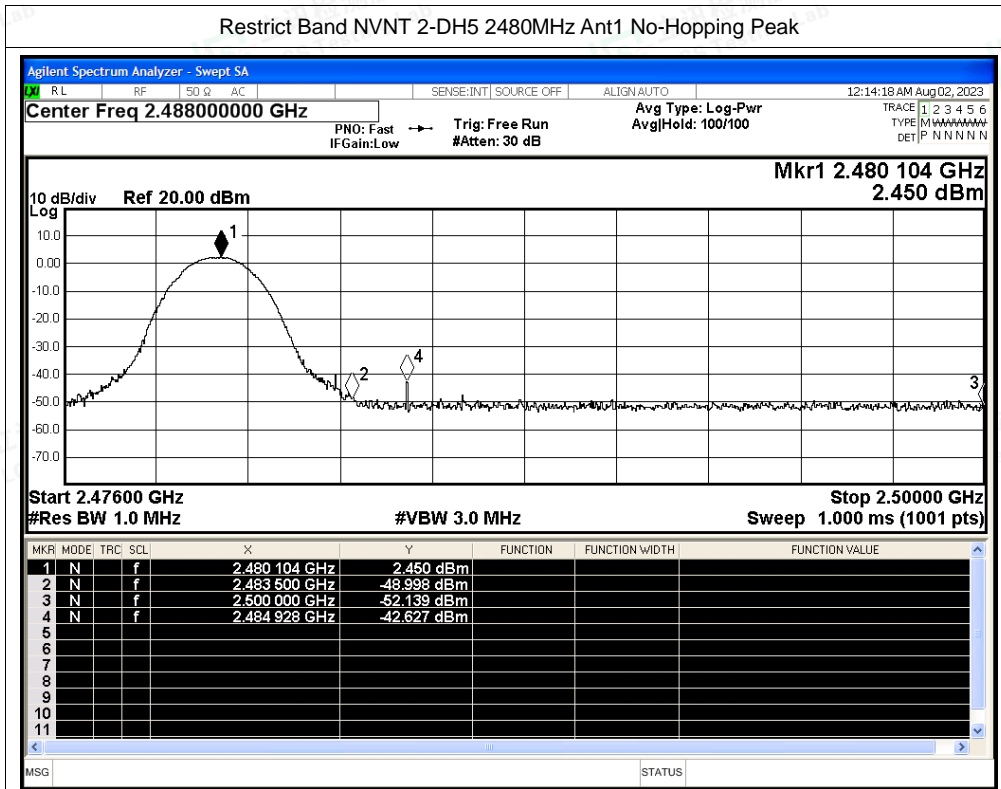 Restrict Band NVNT 2-DH5 2480MHz Ant1 No-Hopping Peak
Agilent Spectrum Analyzer - Swept SA
LXI RL RF 50 Ω AC SENSE:INT SOURCE OFF ALIGN AUTO 12:14:18 AM Aug 02, 2023
Center Freq 2.488000000 GHz
PNO: Fast
IFGain:Low
Trig: Free Run
#Atten: 30 dB
Avg Type: Log-Pwr
Avg|Hold: 100/100
TRACE 1 2 3 4 5 6
TYPE M
DET P N N N N N
Mkr1 2.480 104 GHz
2.450 dBm
10 dB/div Ref 20.00 dBm
Log
10.0
0.00
-10.0
-20.0
-30.0
-40.0
-50.0
-60.0
-70.0
1
2
4
3
Start 2.47600 GHz Stop 2.50000 GHz
#Res BW 1.0 MHz #VBW 3.0 MHz Sweep 1.000 ms (1001 pts)
MKR MODE TRC SCL X Y FUNCTION FUNCTION WIDTH FUNCTION VALUE
1 N f 2.480 104 GHz 2.450 dBm
2 N f 2.483 500 GHz -48.998 dBm
3 N f 2.500 000 GHz -52.139 dBm
4 N f 2.484 928 GHz -42.627 dBm
5
6
7
8
9
10
11
MSG STATUS